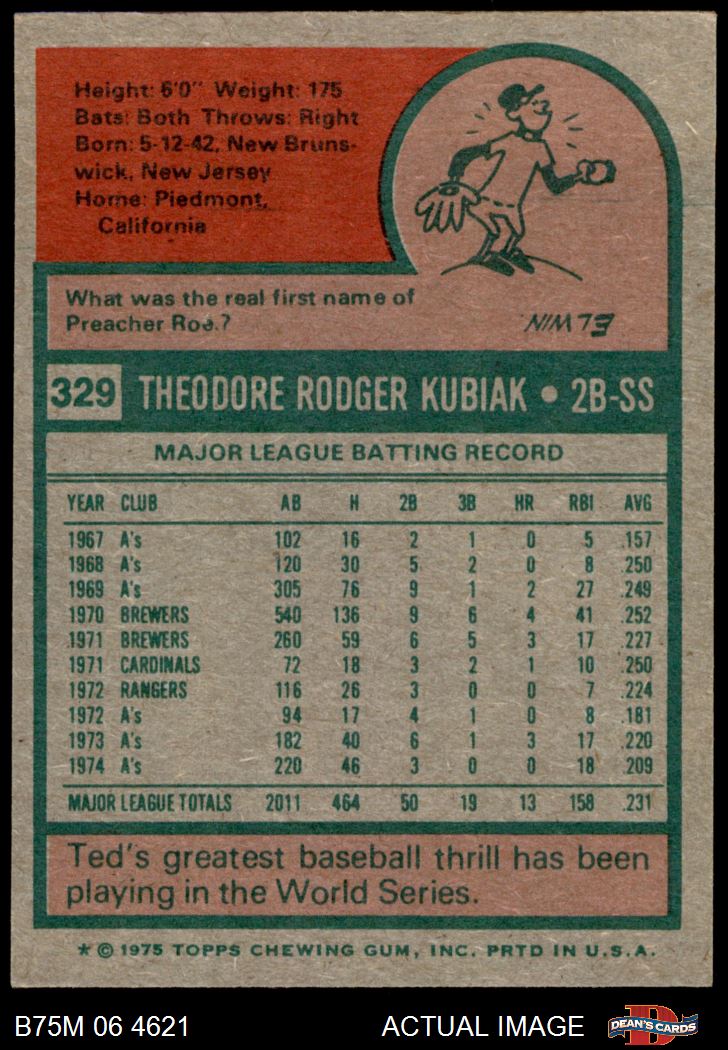 Height: 6'0" Weight: 175
Bats: Both Throws: Right
Born: 5-12-42, New Bruns-
wick, New Jersey
Home: Piedmont,
California
What was the real first name of
Preacher Roe?
ELWIN
329 THEODORE RODGER KUBIAK • 2B-SS
MAJOR LEAGUE BATTING RECORD
YEAR CLUB AB H 2B 3B HR RBI AVG
1967 A's 102 16 2 1 0 5 .157
1968 A's 120 30 5 2 0 8 .250
1969 A's 305 76 9 1 2 27 .249
1970 BREWERS 540 136 9 6 4 41 .252
1971 BREWERS 260 59 6 5 3 17 .227
1971 CARDINALS 72 18 3 2 1 10 .250
1972 RANGERS 116 26 3 0 0 7 .224
1972 A's 94 17 4 1 0 8 .181
1973 A's 182 40 6 1 3 17 .220
1974 A's 220 46 3 0 0 18 .209
MAJOR LEAGUE TOTALS 2011 464 50 19 13 158 .231
Ted's greatest baseball thrill has been
playing in the World Series.
* © 1975 TOPPS CHEWING GUM, INC. PRTD IN U.S.A.
B75M 06 4621 ACTUAL IMAGE D DEAN'S CARDS